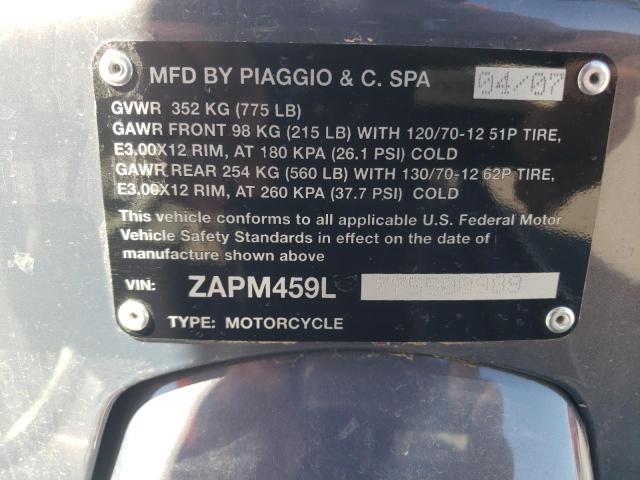 MFD BY PIAGGIO & C. SPA 04/07
GVWR 352 KG (775 LB)
GAWR FRONT 98 KG (215 LB) WITH 120/70-12 51P TIRE,
E3.00X12 RIM, AT 180 KPA (26.1 PSI) COLD
GAWR REAR 254 KG (560 LB) WITH 130/70-12 62P TIRE,
E3.00X12 RIM, AT 260 KPA (37.7 PSI) COLD
This vehicle conforms to all applicable U.S. Federal Motor
Vehicle Safety Standards in effect on the date of
manufacture shown above
VIN: ZAPM459L
TYPE: MOTORCYCLE